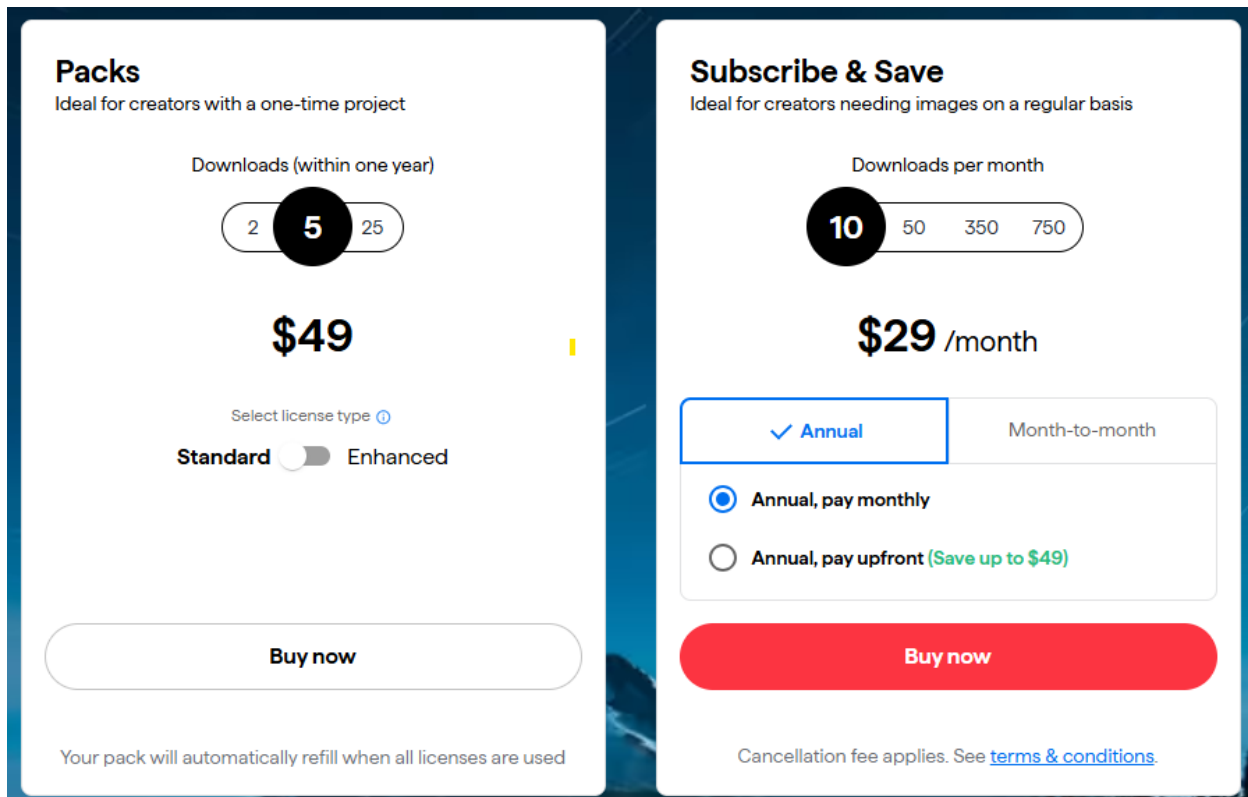 Packs
Ideal for creators with a one-time project
Downloads (within one year)
2 5 25
$49
Select license type
Standard Enhanced
Buy now
Your pack will automatically refill when all licenses are used
Subscribe & Save
Ideal for creators needing images on a regular basis
Downloads per month
10 50 350 750
$29 /month
Annual Month-to-month
Annual, pay monthly
Annual, pay upfront (Save up to $49)
Buy now
Cancellation fee applies. See terms & conditions.